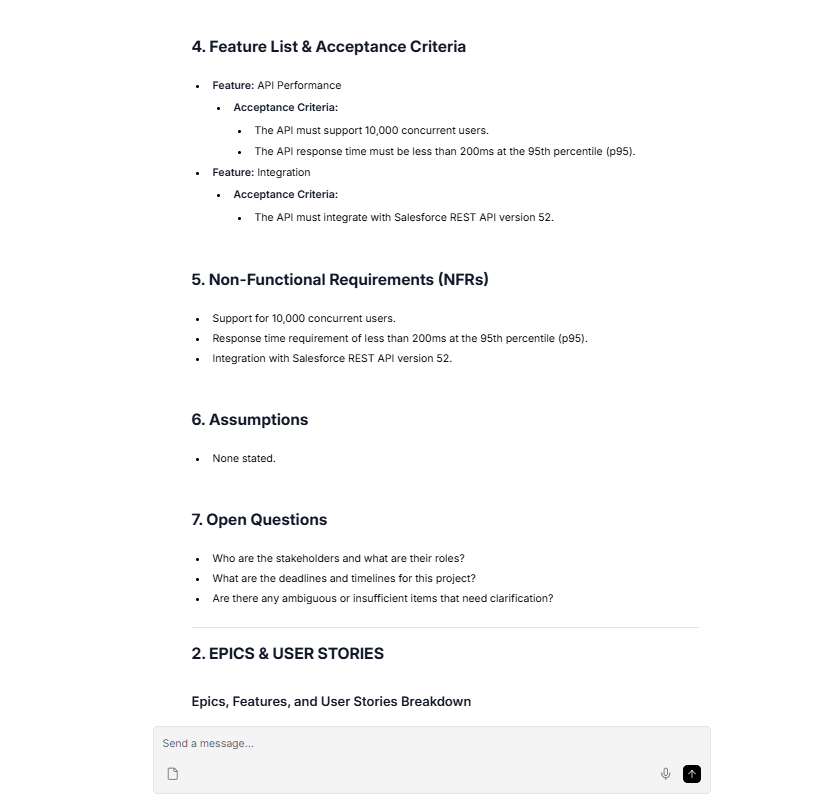 4. Feature List & Acceptance Criteria
Feature: API Performance
Acceptance Criteria:
The API must support 10,000 concurrent users.
The API response time must be less than 200ms at the 95th percentile (p95).
Feature: Integration
Acceptance Criteria:
The API must integrate with Salesforce REST API version 52.
5. Non-Functional Requirements (NFRs)
Support for 10,000 concurrent users.
Response time requirement of less than 200ms at the 95th percentile (p95).
Integration with Salesforce REST API version 52.
6. Assumptions
None stated.
7. Open Questions
Who are the stakeholders and what are their roles?
What are the deadlines and timelines for this project?
Are there any ambiguous or insufficient items that need clarification?
2. EPICS & USER STORIES
Epics, Features, and User Stories Breakdown
Send a message...